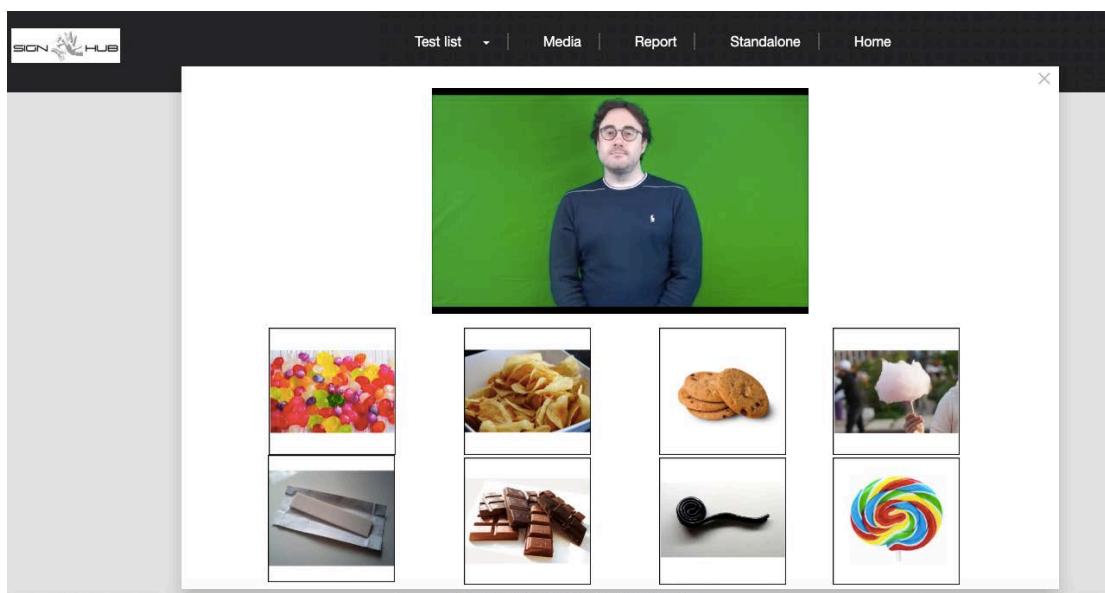 SIGN HUB
Test list
Media
Report
Standalone
Home